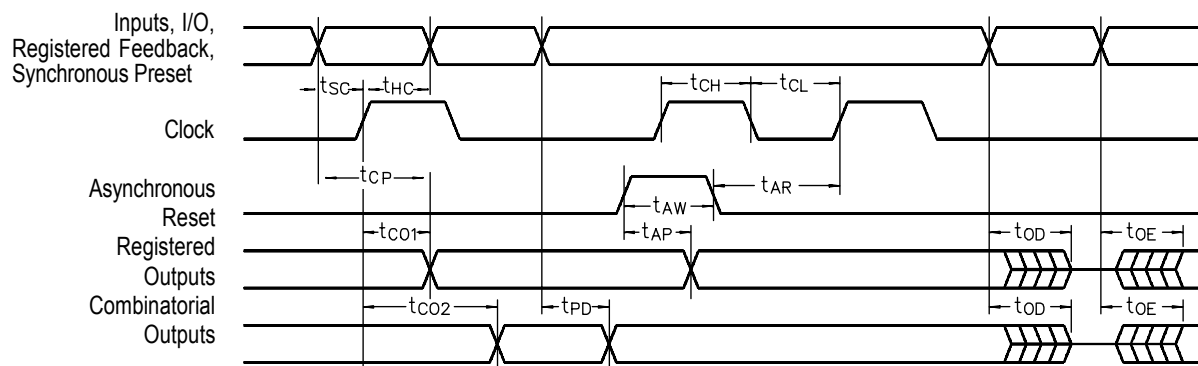 Inputs, I/O,
Registered Feedback,
Synchronous Preset
tSC
tHC
tCH
tCL
Clock
tCP
Asynchronous
Reset
tAW
tAR
Registered
Outputs
tCO1
tAP
tOD
tOE
Combinatorial
Outputs
tCO2
tPD
tOD
tOE